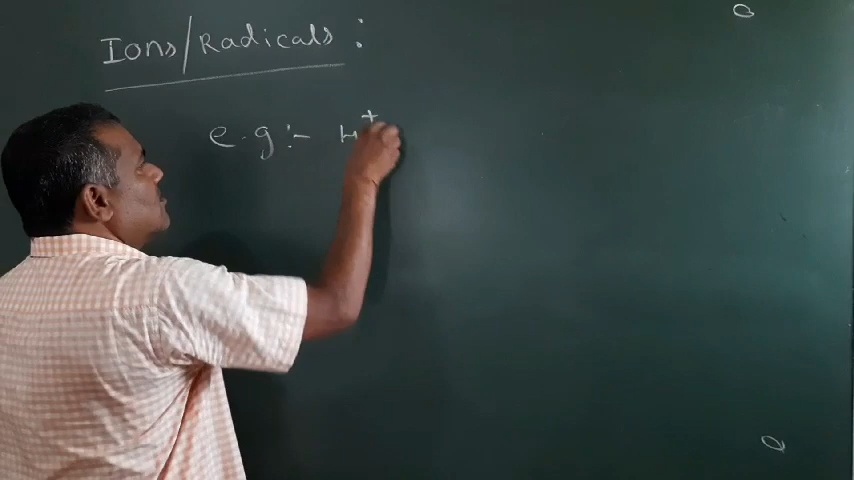 Ions/Radicals :
e.g :- H+